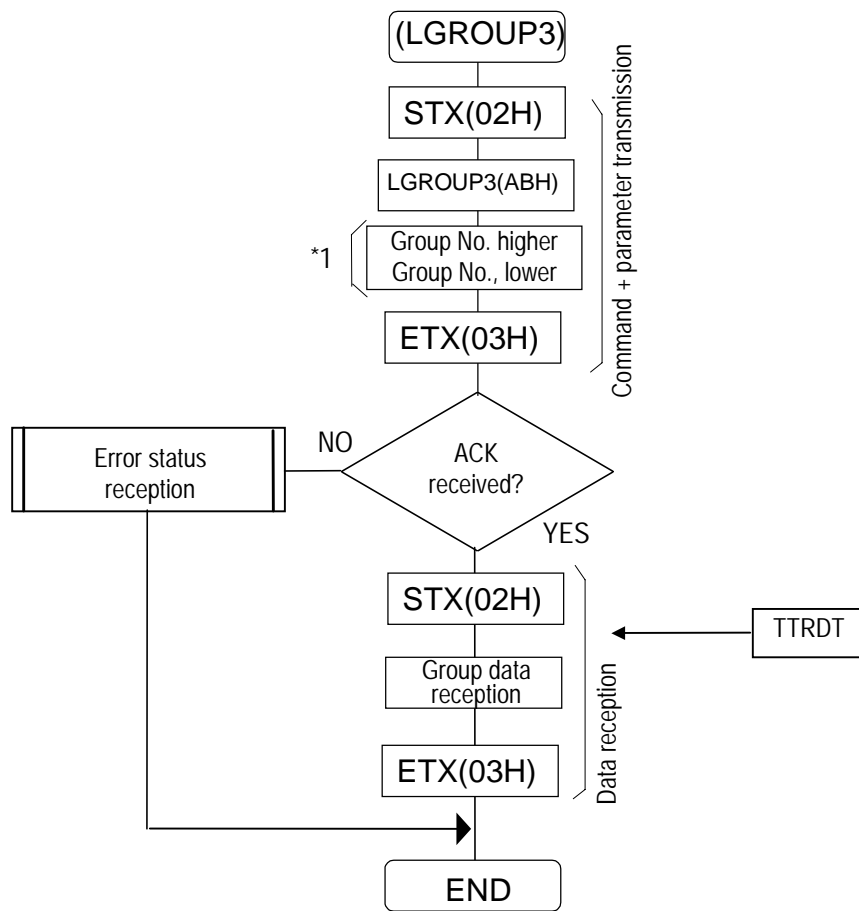 (LGROUP3)
STX(02H)
LGROUP3(ABH)
*1
Group No. higher
Group No., lower
ETX(03H)
Command + parameter transmission
ACK
received?
NO
Error status
reception
YES
STX(02H)
Group data
reception
ETX(03H)
Data reception
TTRDT
END